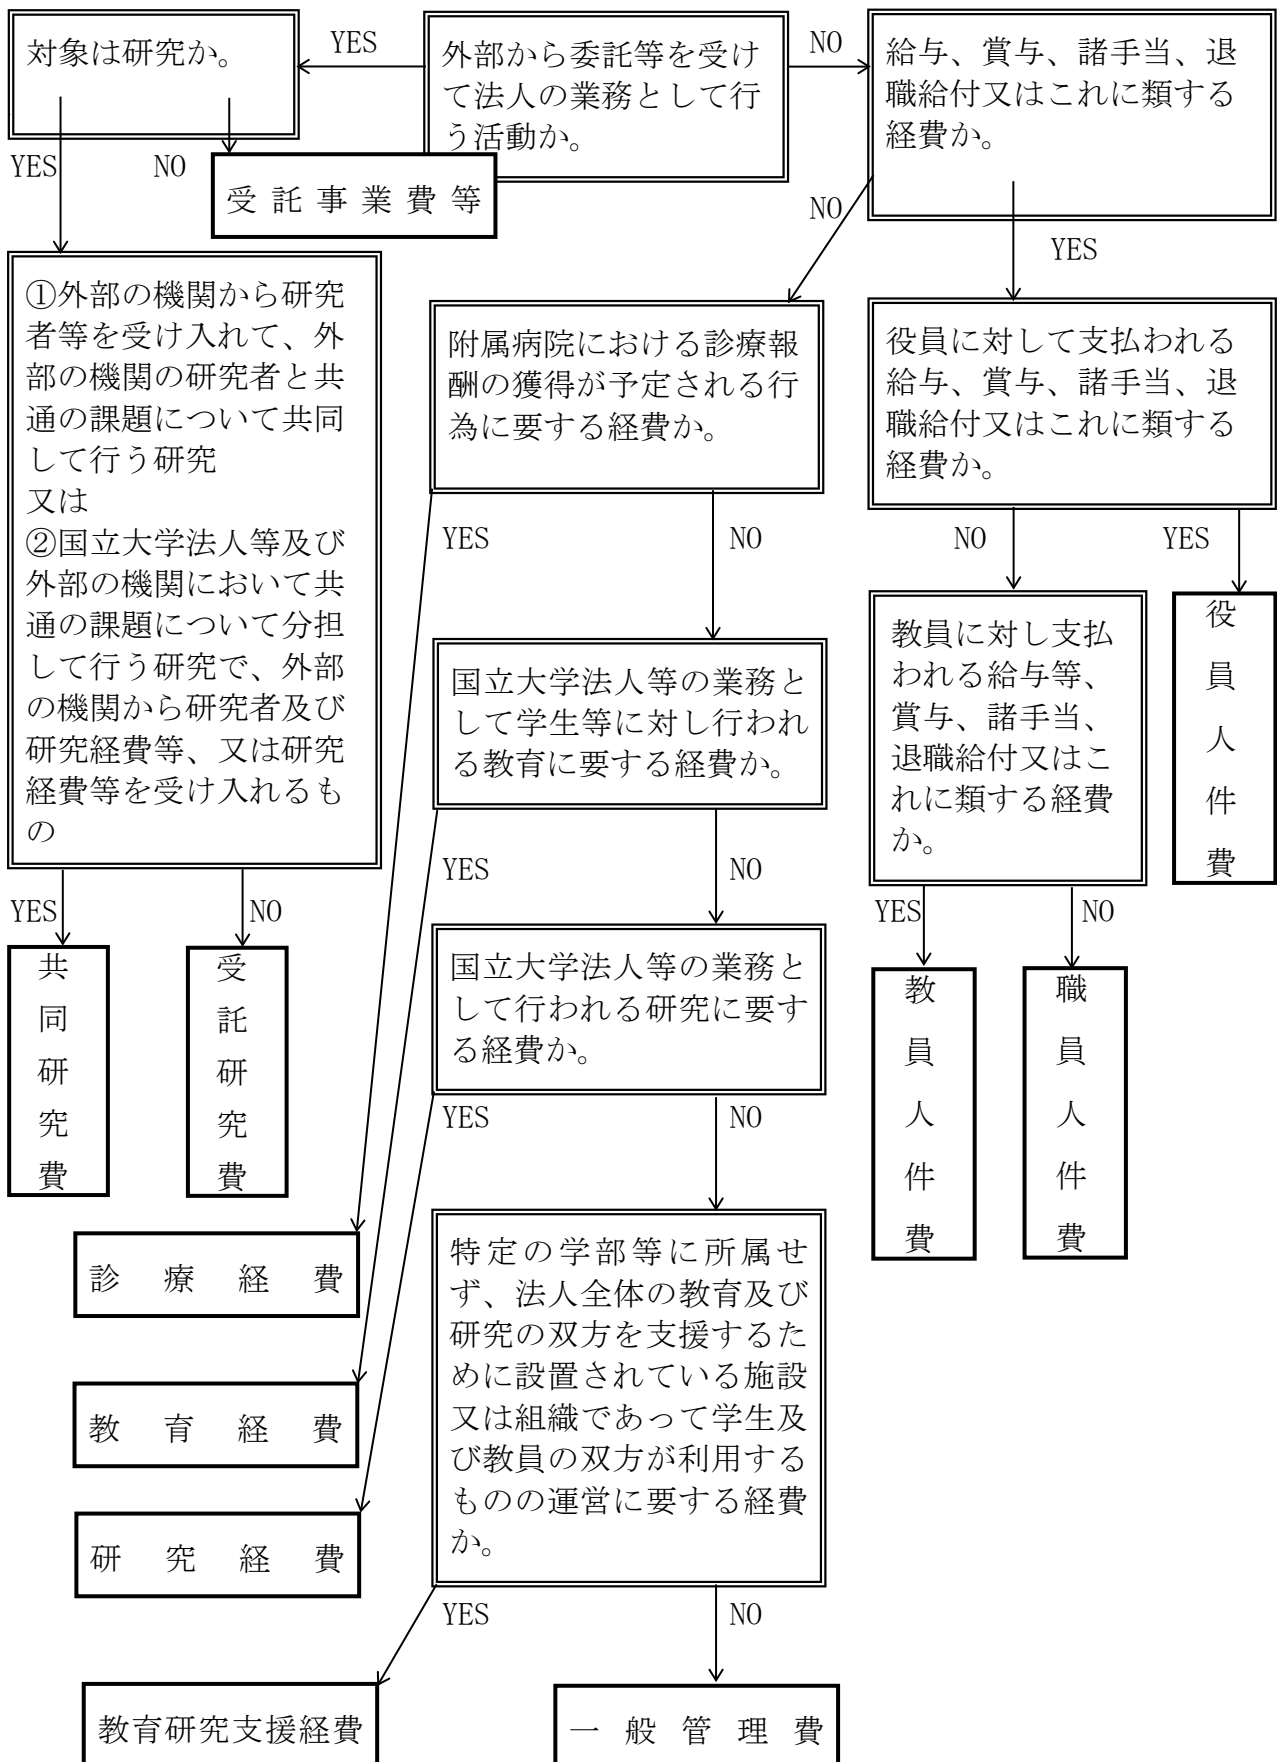 外部から委託等を受け
て法人の業務として行
う活動か。
YES
NO
対象は研究か。
YES
NO
受託事業費等
①外部の機関から研究
者等を受け入れて、外
部の機関の研究者と共
通の課題について共同
して行う研究
又は
②国立大学法人等及び
外部の機関において共
通の課題について分担
して行う研究で、外部
の機関から研究者及び
研究経費等、又は研究
経費等を受け入れるも
の
YES
NO
共同研究費
受託研究費
給与、賞与、諸手当、退
職給付又はこれに類する
経費か。
NO
YES
役員に対して支払われる
給与、賞与、諸手当、退
職給付又はこれに類する
経費か。
NO
YES
役員人件費
教員に対し支払
われる給与等、
賞与、諸手当、
退職給付又はこ
れに類する経費
か。
YES
NO
教員人件費
職員人件費
附属病院における診療報
酬の獲得が予定される行
為に要する経費か。
YES
NO
診療経費
国立大学法人等の業務と
して学生等に対し行われ
る教育に要する経費か。
YES
NO
教育経費
国立大学法人等の業務と
して行われる研究に要す
る経費か。
YES
NO
研究経費
特定の学部等に所属せ
ず、法人全体の教育及び
研究の双方を支援するた
めに設置されている施設
又は組織であって学生及
び教員の双方が利用する
ものの運営に要する経費
か。
YES
NO
教育研究支援経費
一般管理費